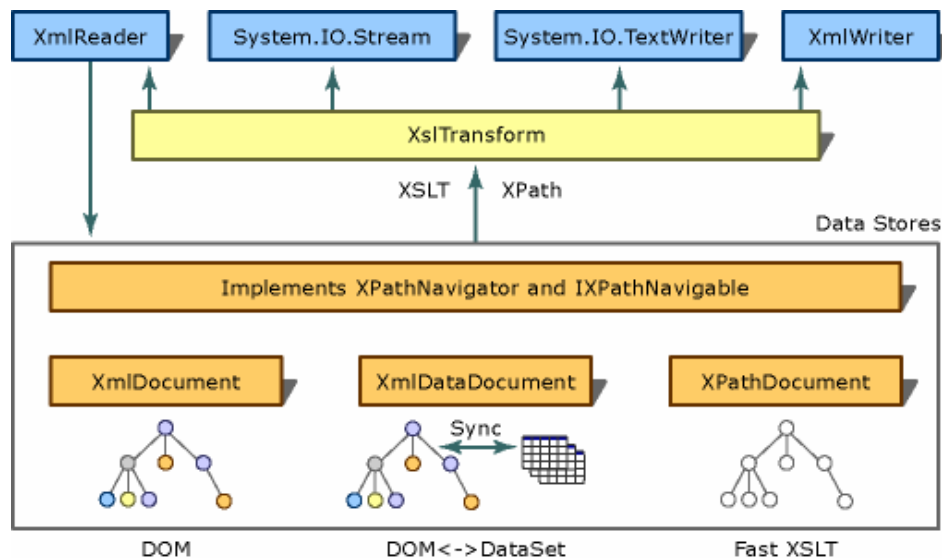 XmlReader
System.IO.Stream
System.IO.TextWriter
XmlWriter
XslTransform
XSLT
XPath
Data Stores
Implements XPathNavigator and IXPathNavigable
XmlDocument
XmlDataDocument
XPathDocument
Sync
DOM
DOM<->DataSet
Fast XSLT